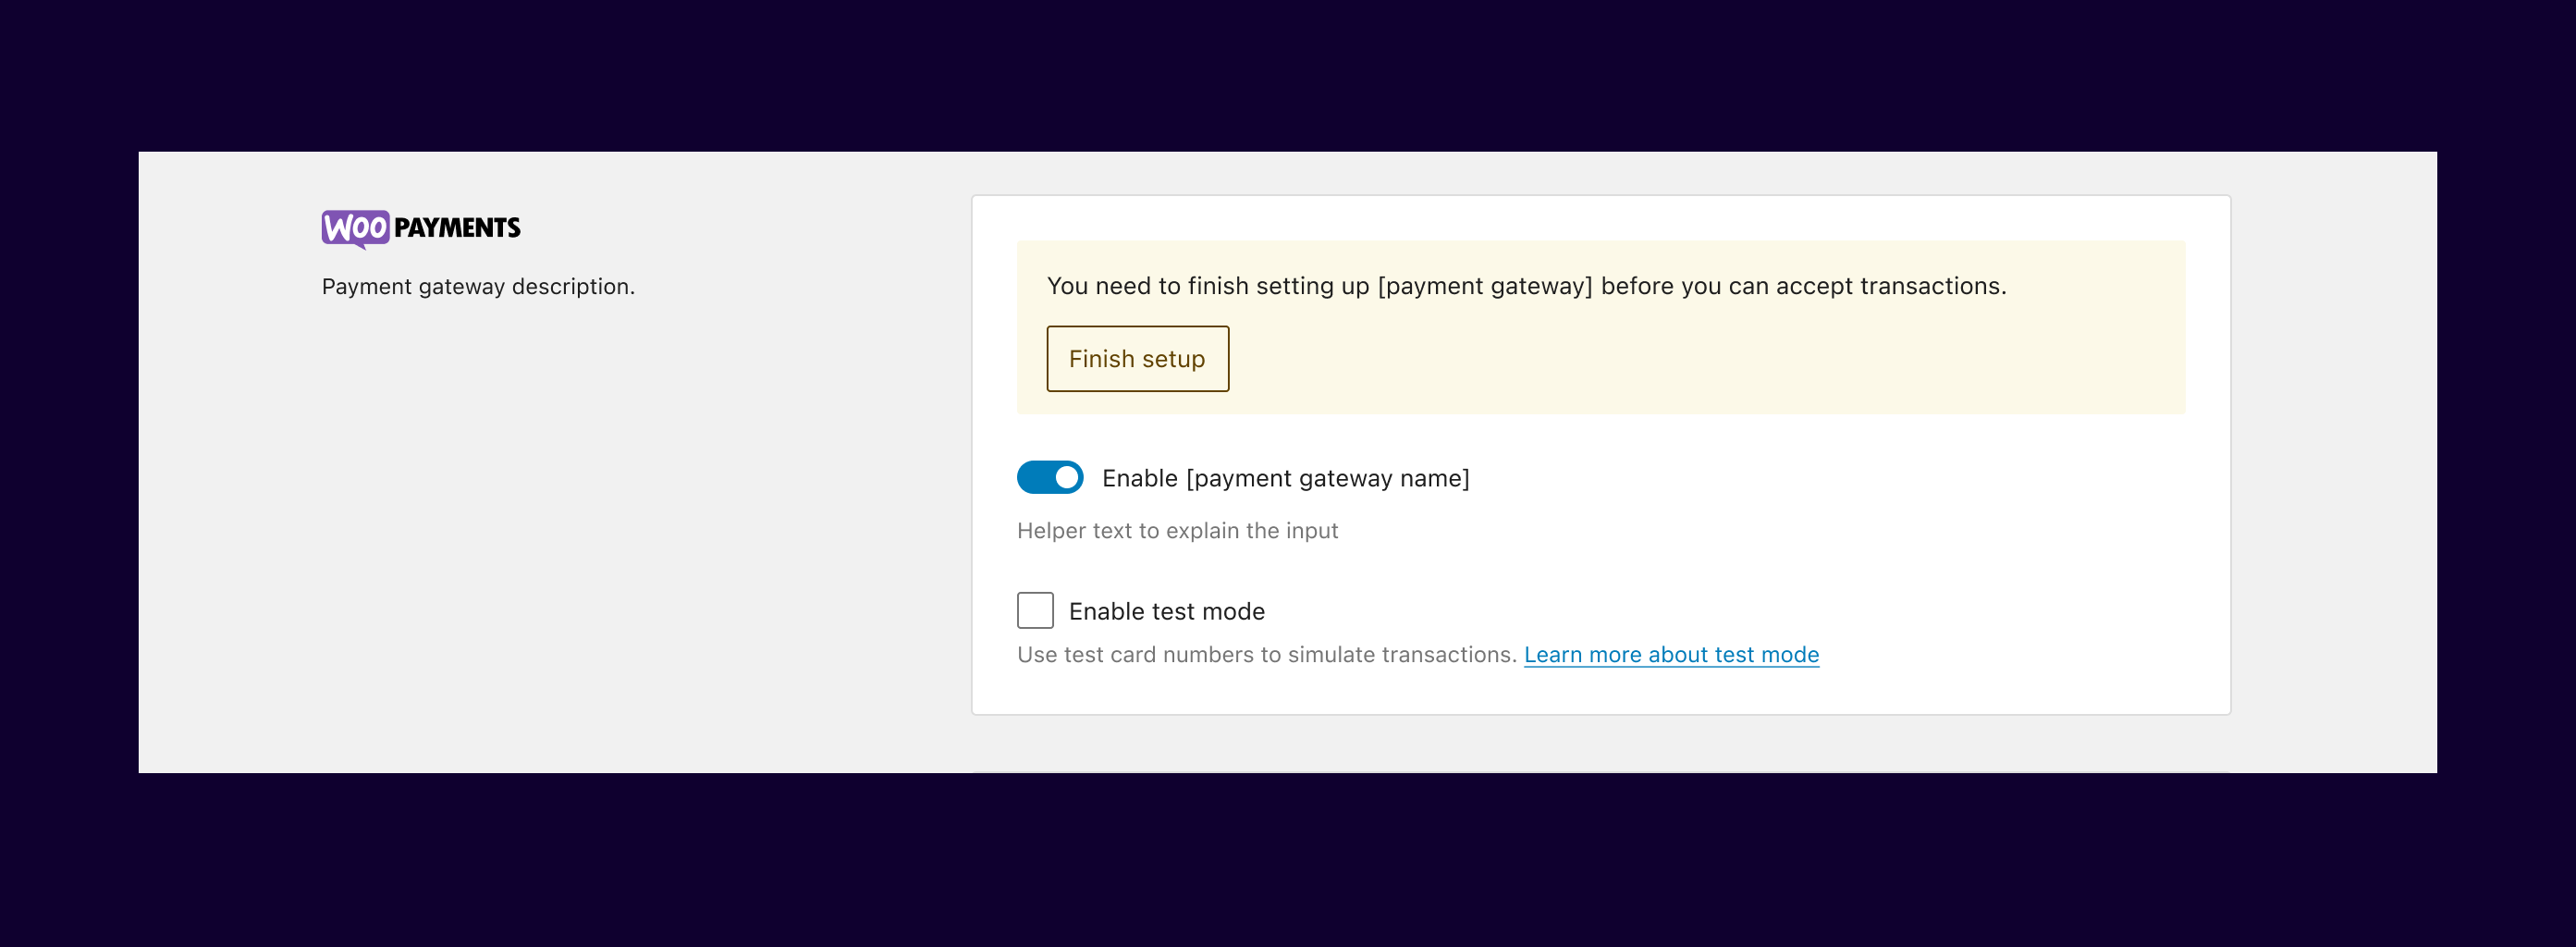 WOO PAYMENTS
Payment gateway description.
You need to finish setting up [payment gateway] before you can accept transactions.
Finish setup
Enable [payment gateway name]
Helper text to explain the input
Enable test mode
Use test card numbers to simulate transactions. Learn more about test mode